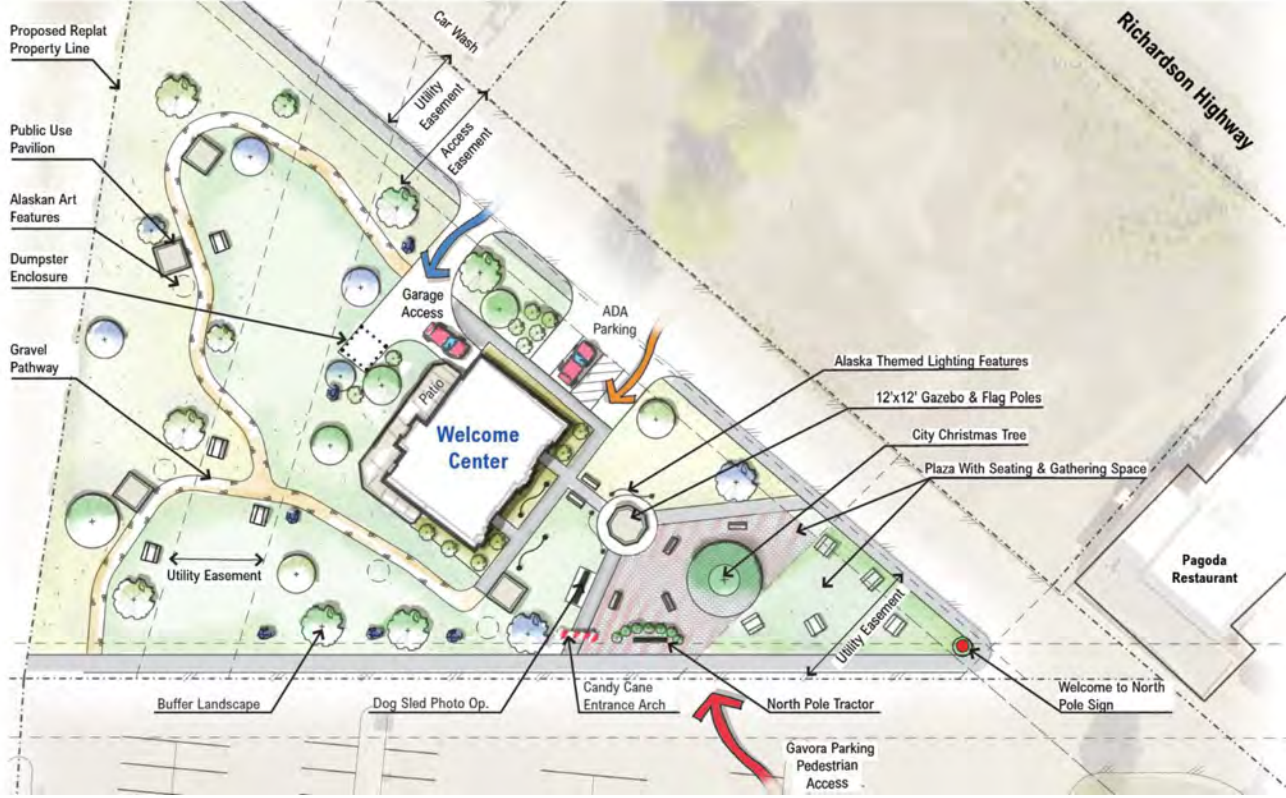 Proposed Replat
Property Line
Public Use
Pavilion
Alaskan Art
Features
Dumpster
Enclosure
Gravel
Pathway
Car Wash
Utility
Easement
Access
Easement
Richardson Highway
Garage
Access
ADA
Parking
Patio
Welcome
Center
Alaska Themed Lighting Features
12'x12' Gazebo & Flag Poles
City Christmas Tree
Plaza With Seating & Gathering Space
Pagoda
Restaurant
Utility Easement
Utility Easement
Buffer Landscape
Dog Sled Photo Op.
Candy Cane
Entrance Arch
North Pole Tractor
Welcome to North
Pole Sign
Gavora Parking
Pedestrian
Access